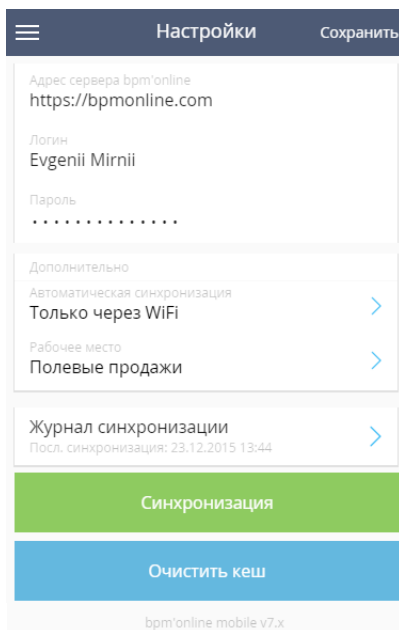 Настройки Сохранить
Адрес сервера bpm'online
https://bpmonline.com
Логин
Evgenii Mirnii
Пароль
••••••••••••••
Дополнительно
Автоматическая синхронизация
Только через WiFi
Рабочее место
Полевые продажи
Журнал синхронизации
Посл. синхронизация: 23.12.2015 13:44
Синхронизация
Очистить кеш
bpm'online mobile v7.x